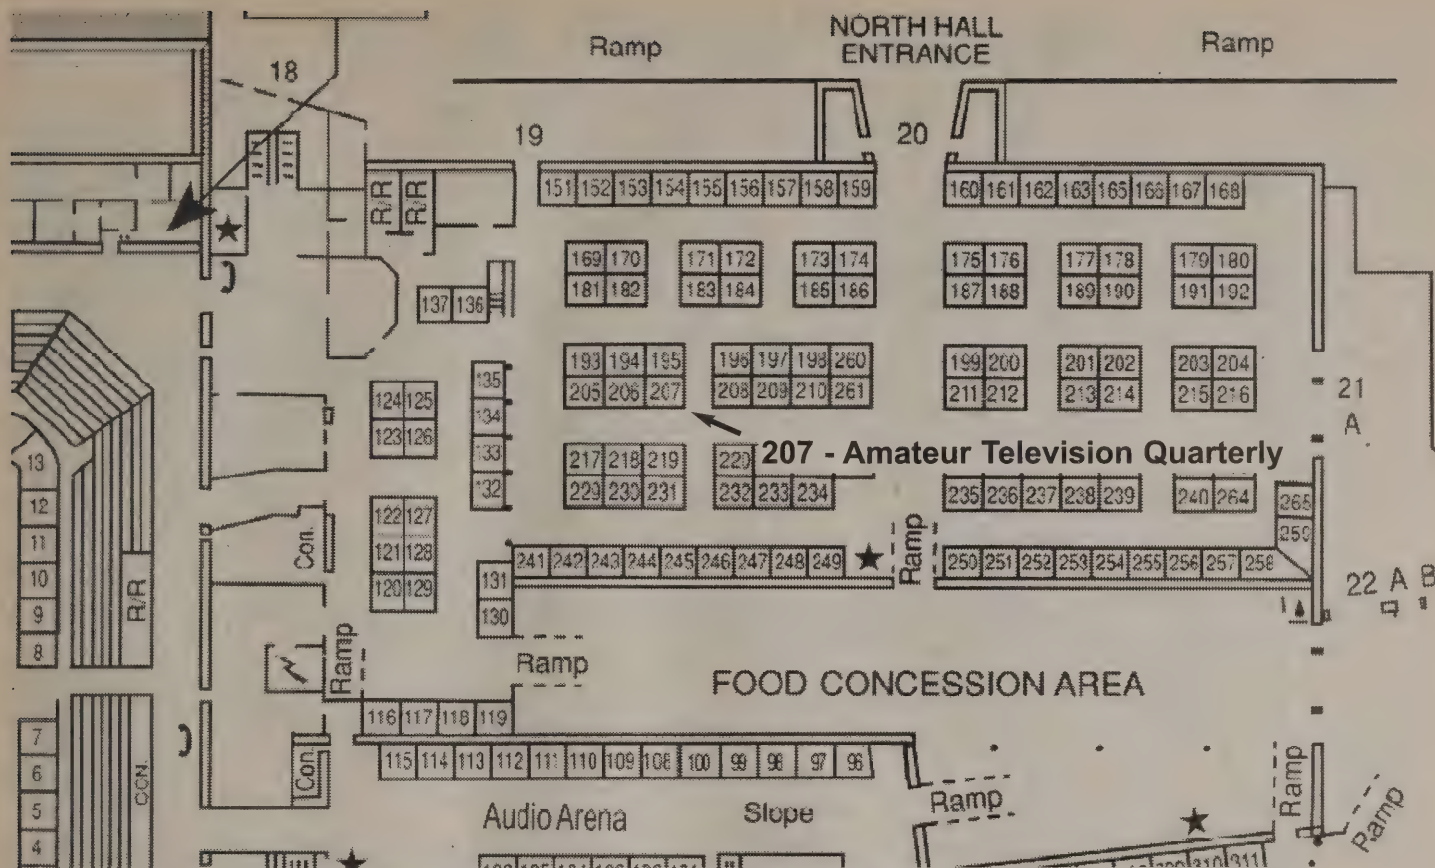 NORTH HALL
ENTRANCE
Ramp
Ramp
18
19
20
151 152 153 154 155 156 157 158 159
160 161 162 163 165 166 167 168
R/R
R/R
169 170
171 172
173 174
175 176
177 178
179 180
181 182
183 184
185 186
187 188
189 190
191 192
137 136
193 194 195
196 197 198 260
199 200
201 202
203 204
205 206 207
208 209 210 261
211 212
213 214
215 216
135
134
133
132
124 125
123 126
21
A
207 - Amateur Television Quarterly
217 218 219
220
229 230 231
232 233 234
235 236 237 238 239
240 264
265
259
13
12
11
10
9
8
R/R
Con.
122 127
121 128
120 129
241 242 243 244 245 246 247 248 249
Ramp
250 251 252 253 254 255 256 257 258
131
130
22 A B
1
Ramp
Ramp
FOOD CONCESSION AREA
116 117 118 119
115 114 113 112 111 110 109 108 100 99 98 97 96
7
6
5
4
CON.
Con.
Audio Arena
Slope
Ramp
Ramp
Ramp
310 311